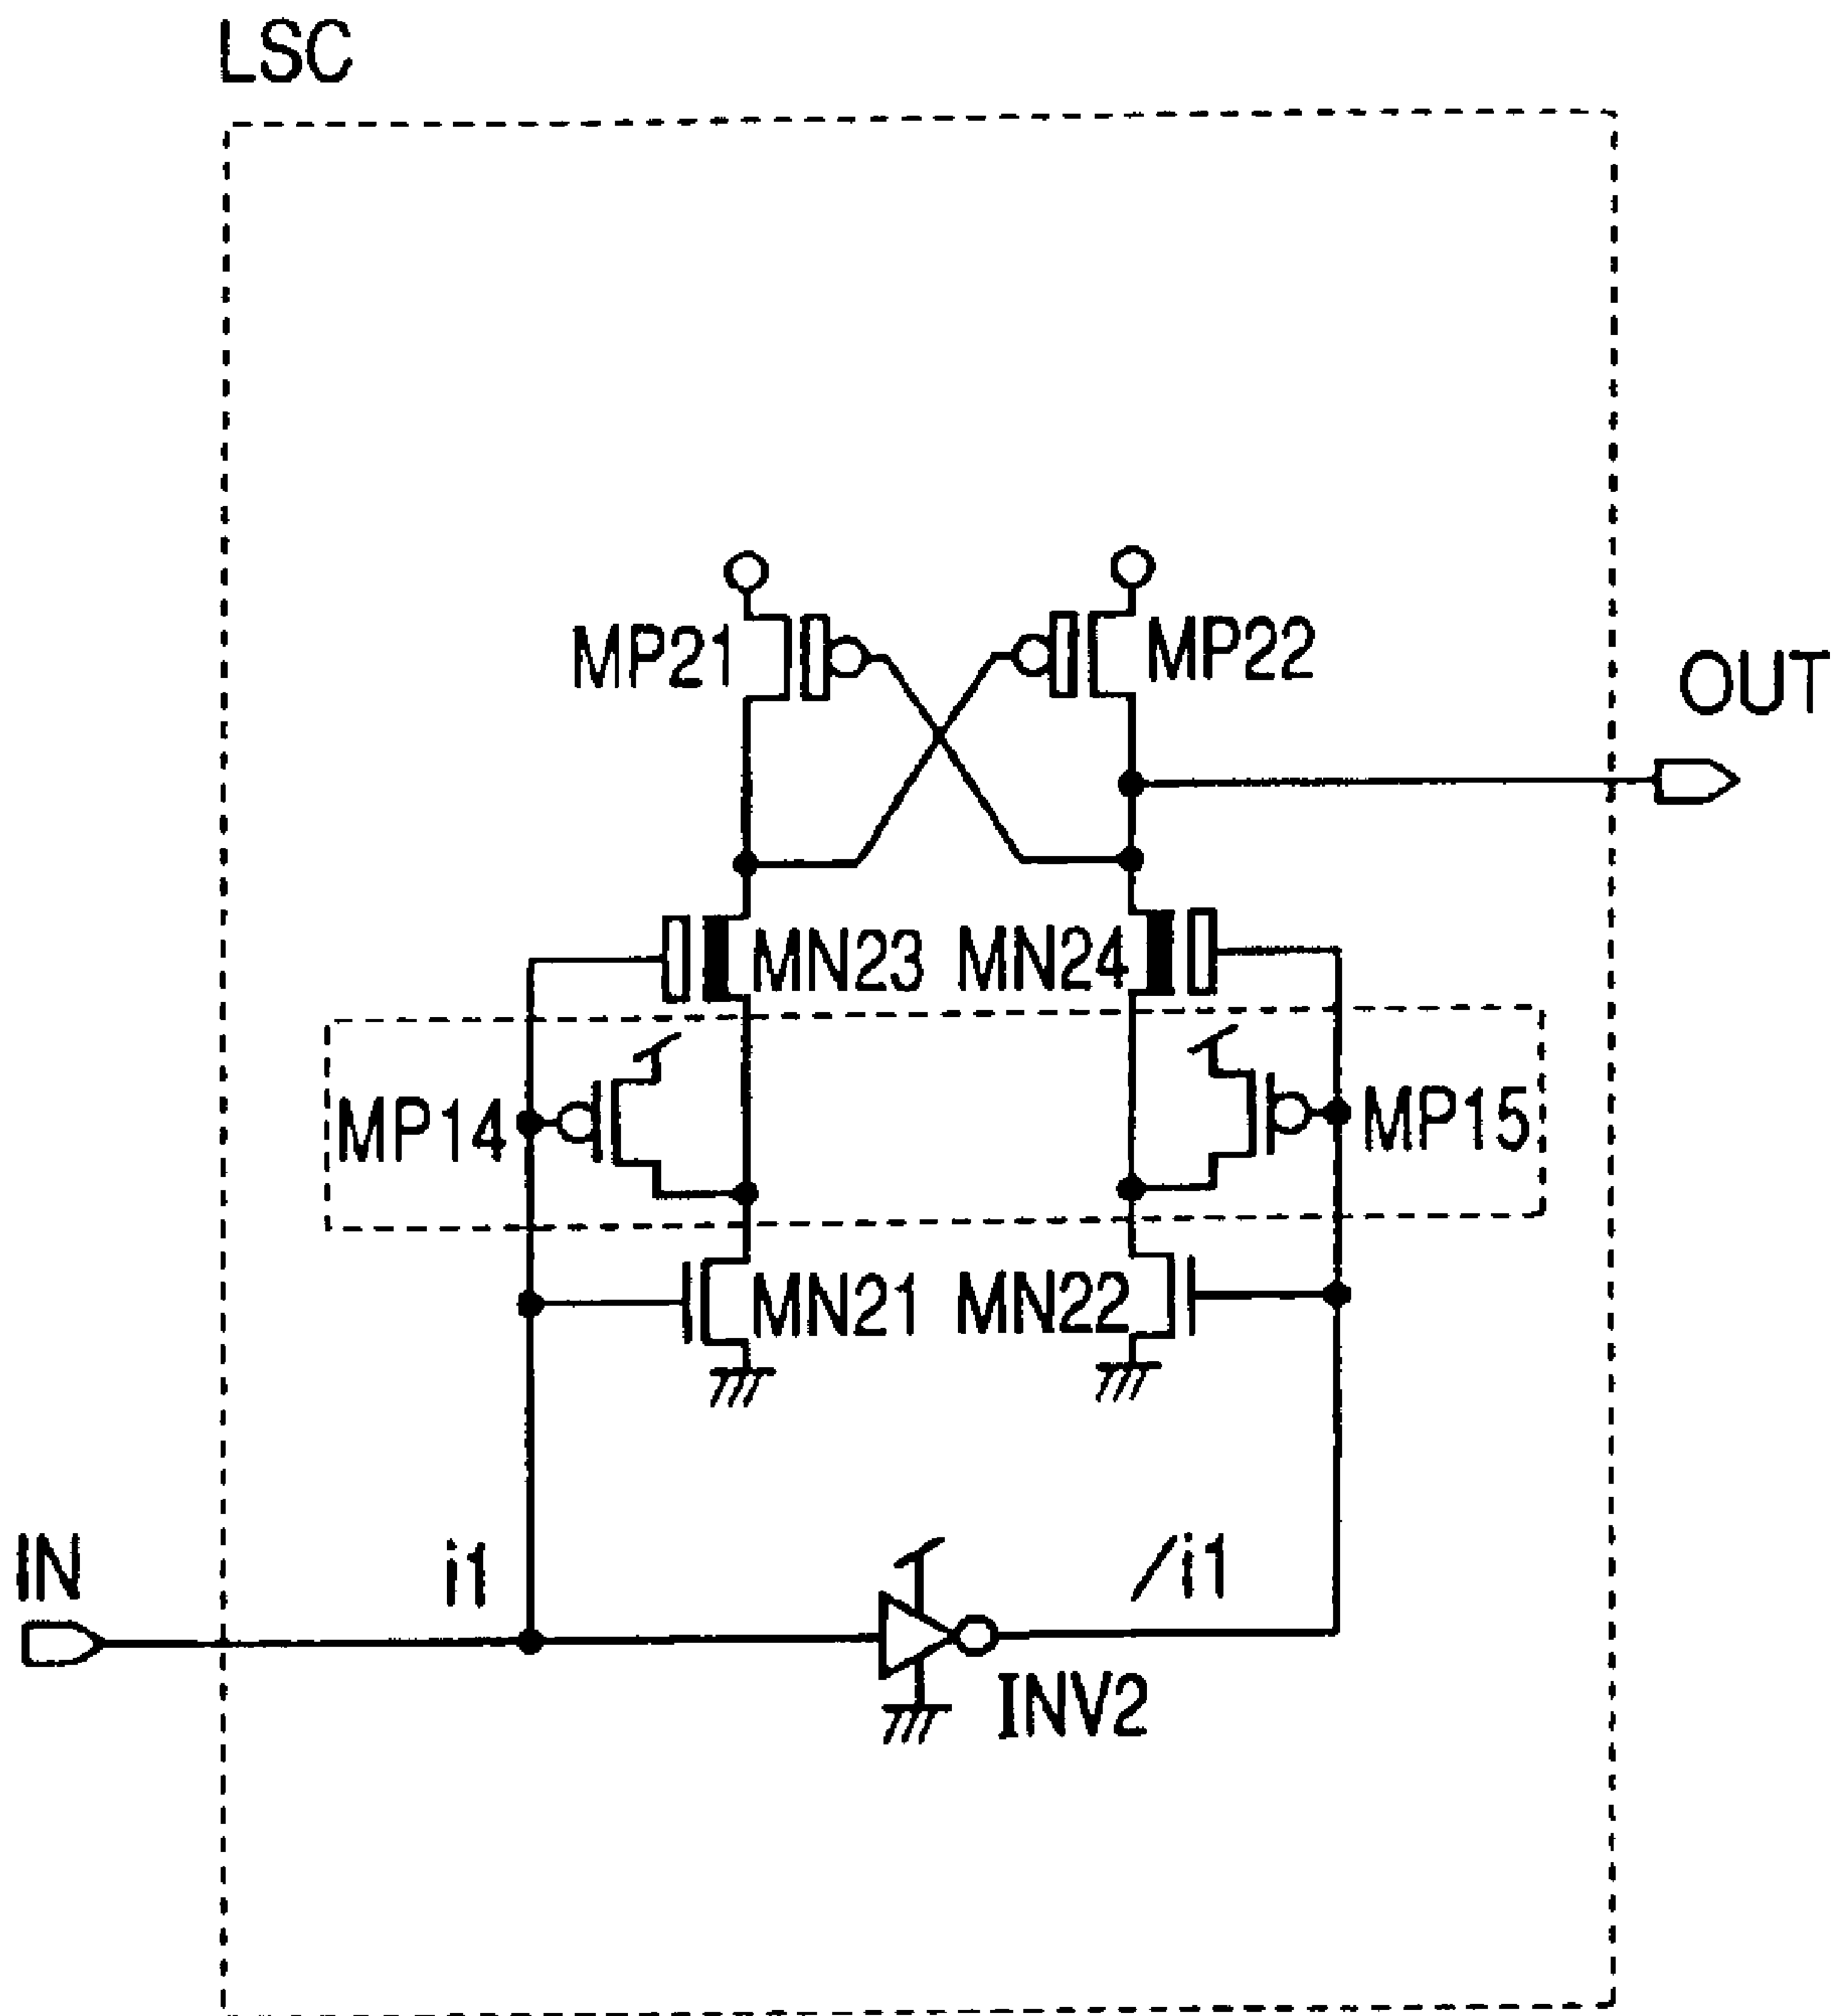 LSC
MP21
MP22
OUT
MN23
MN24
MP14
MP15
MN21
MN22
IN
i1
/i1
INV2